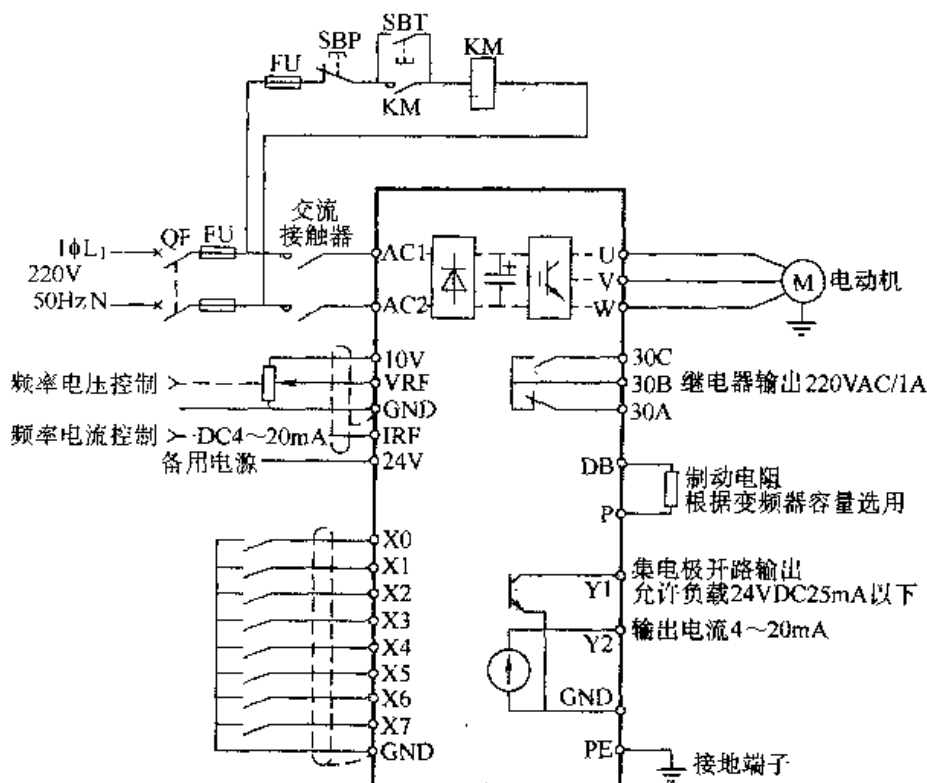 SBT
SBP
KM
FU
KM
交流
接触器
QF
FU
1ϕL₁
220V
50Hz N
AC1
AC2
U
V
W
M
电动机
频率电压控制
10V
VRF
GND
频率电流控制
DC4～20mA
IRF
备用电源
24V
30C
30B
30A
继电器输出220VAC/1A
DB
P
制动电阻
根据变频器容量选用
X0
X1
X2
X3
X4
X5
X6
X7
GND
Y1
集电极开路输出
允许负载24VDC25mA以下
Y2
输出电流4～20mA
GND
PE
接地端子